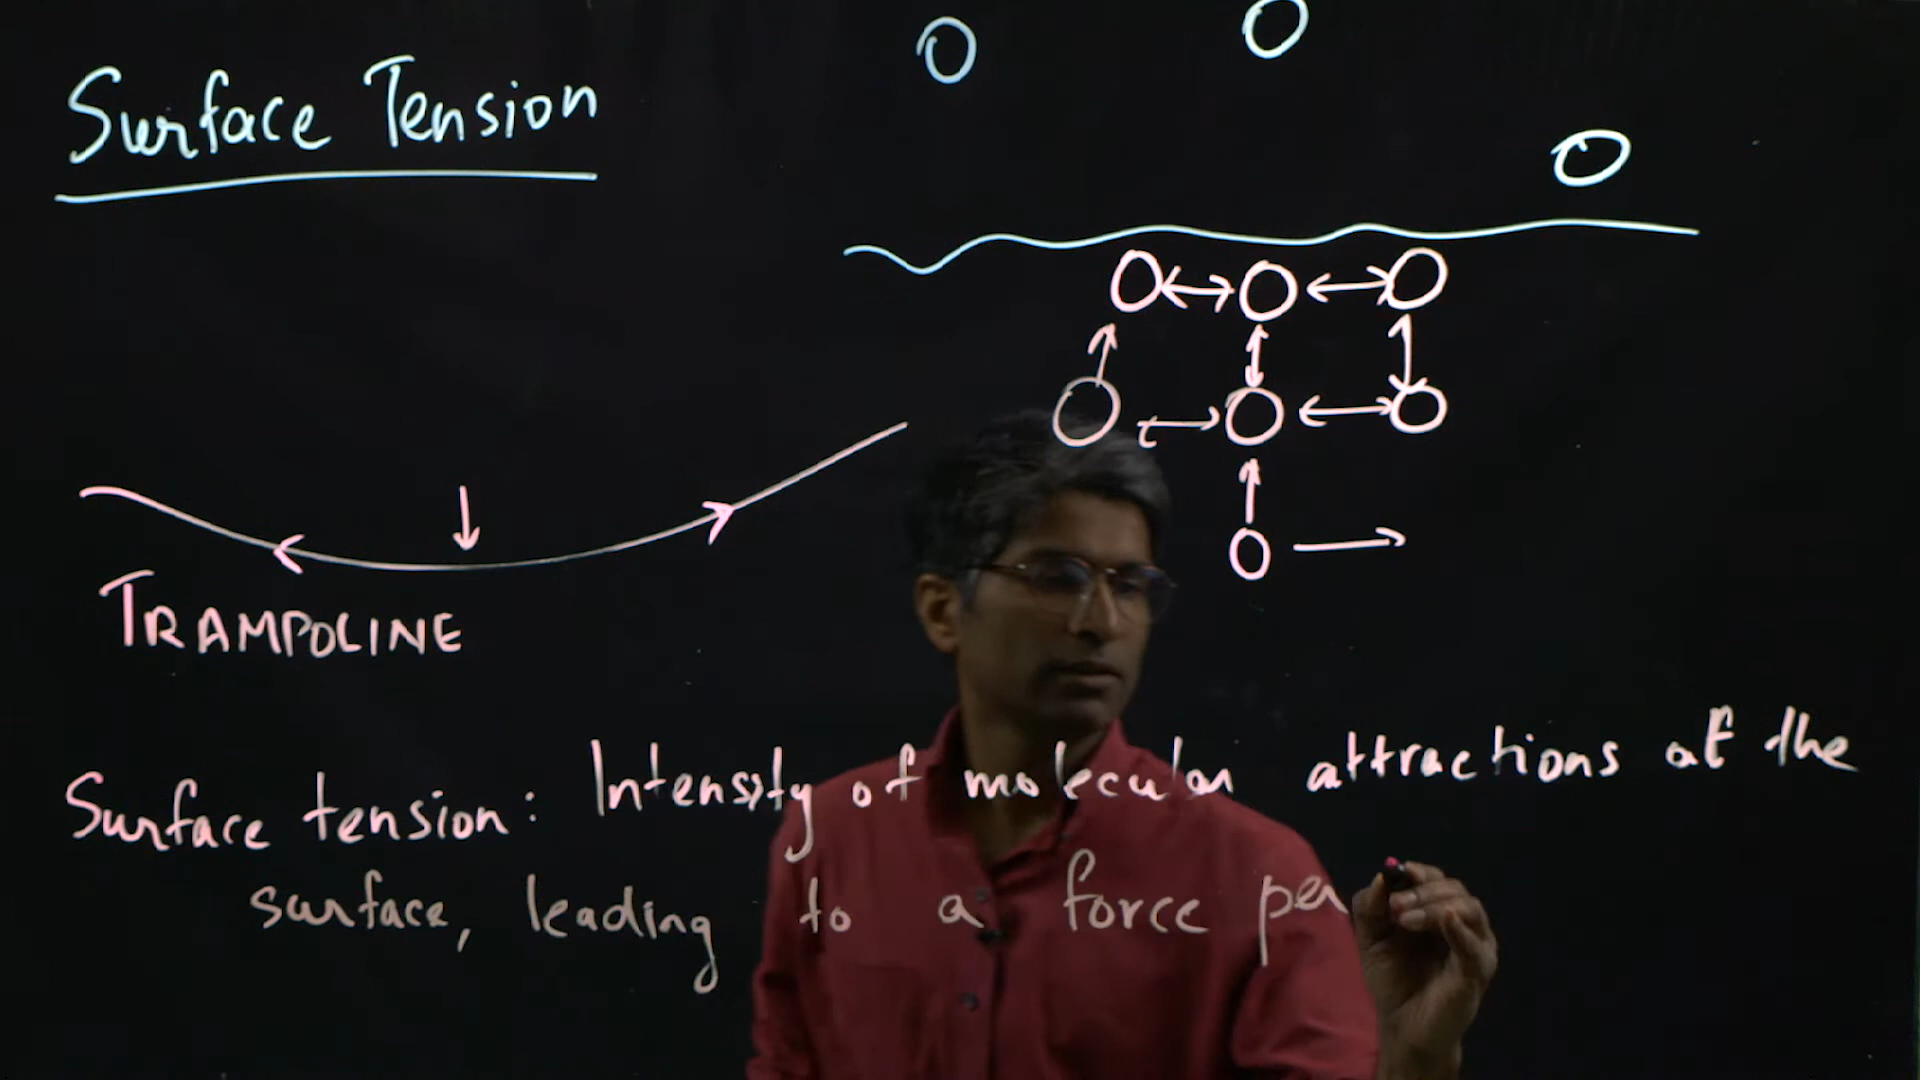 Surface Tension
TRAMPOLINE
Surface tension: Intensity of molecular attractions at the
surface, leading to a force per